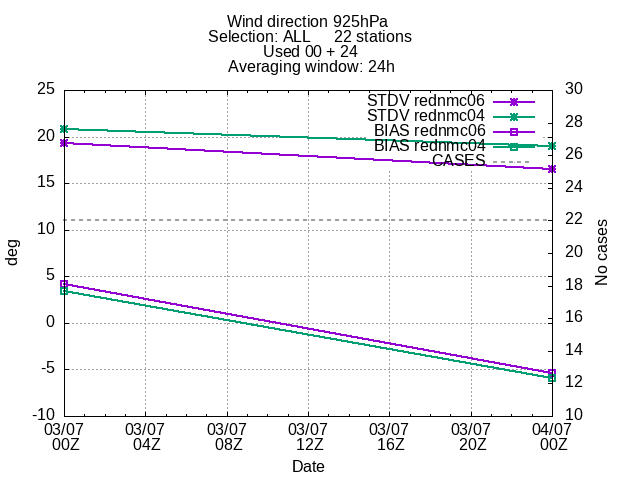 Wind direction 925hPa
Selection: ALL 22 stations
Used 00 + 24
Averaging window: 24h
25 30
STDV rednmc06
STDV rednmc04
BIAS rednmc06
BIAS rednmc04
CASES
20
15
10
5
0
-5
-10
28
26
24
22
20
18
16
14
12
10
deg
No cases
03/07 03/07 03/07 03/07 03/07 03/07 04/07
00Z 04Z 08Z 12Z 16Z 20Z 00Z
Date